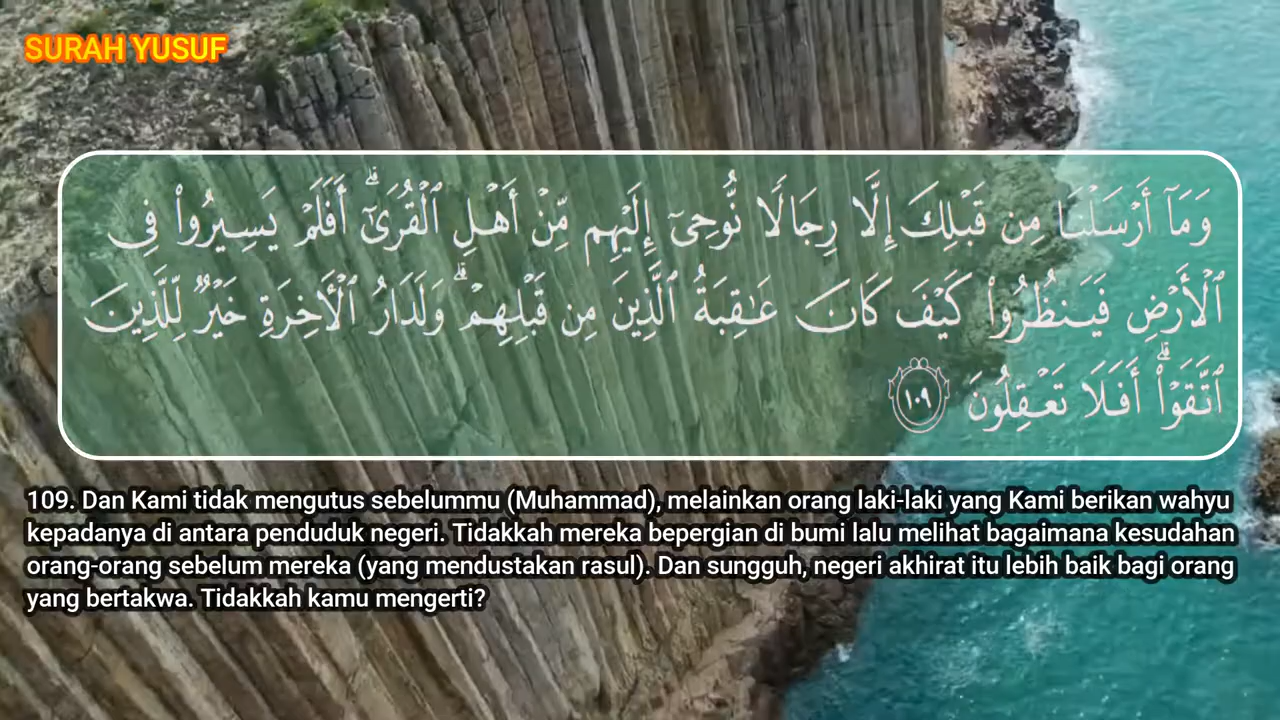 SURAH YUSUF
وَمَآ أَرْسَلْنَا مِن قَبْلِكَ إِلَّا رِجَالًا نُّوحِىٓ إِلَيْهِم مِّنْ أَهْلِ ٱلْقُرَىٰٓ ۗ أَفَلَمْ يَسِيرُوا۟ فِى
ٱلْأَرْضِ فَيَنظُرُوا۟ كَيْفَ كَانَ عَـٰقِبَةُ ٱلَّذِينَ مِن قَبْلِهِمْ ۗ وَلَدَارُ ٱلْـَٔاخِرَةِ خَيْرٌ لِّلَّذِينَ
ٱتَّقَوْا۟ ۗ أَفَلَا تَعْقِلُونَ ١٠٩
109. Dan Kami tidak mengutus sebelummu (Muhammad), melainkan orang laki-laki yang Kami berikan wahyu
kepadanya di antara penduduk negeri. Tidakkah mereka bepergian di bumi lalu melihat bagaimana kesudahan
orang-orang sebelum mereka (yang mendustakan rasul). Dan sungguh, negeri akhirat itu lebih baik bagi orang
yang bertakwa. Tidakkah kamu mengerti?